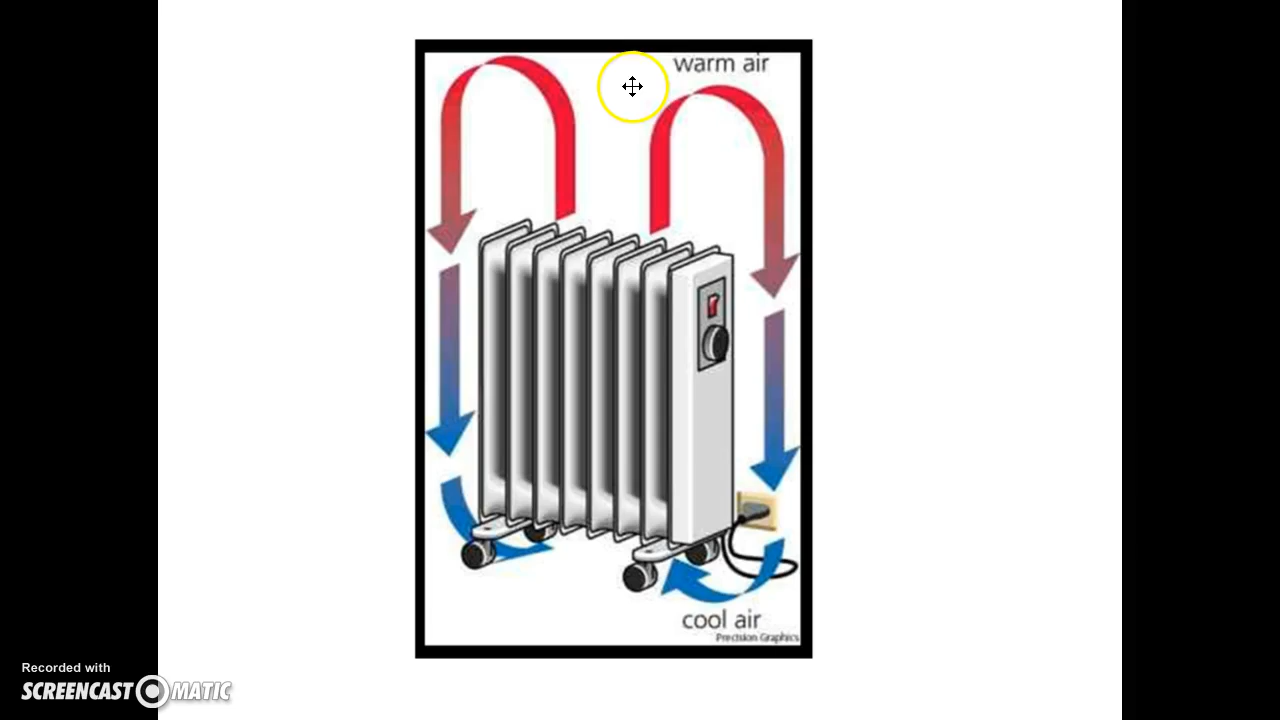 warm air
cool air
Precision Graphics
Recorded with
SCREENCAST MATIC